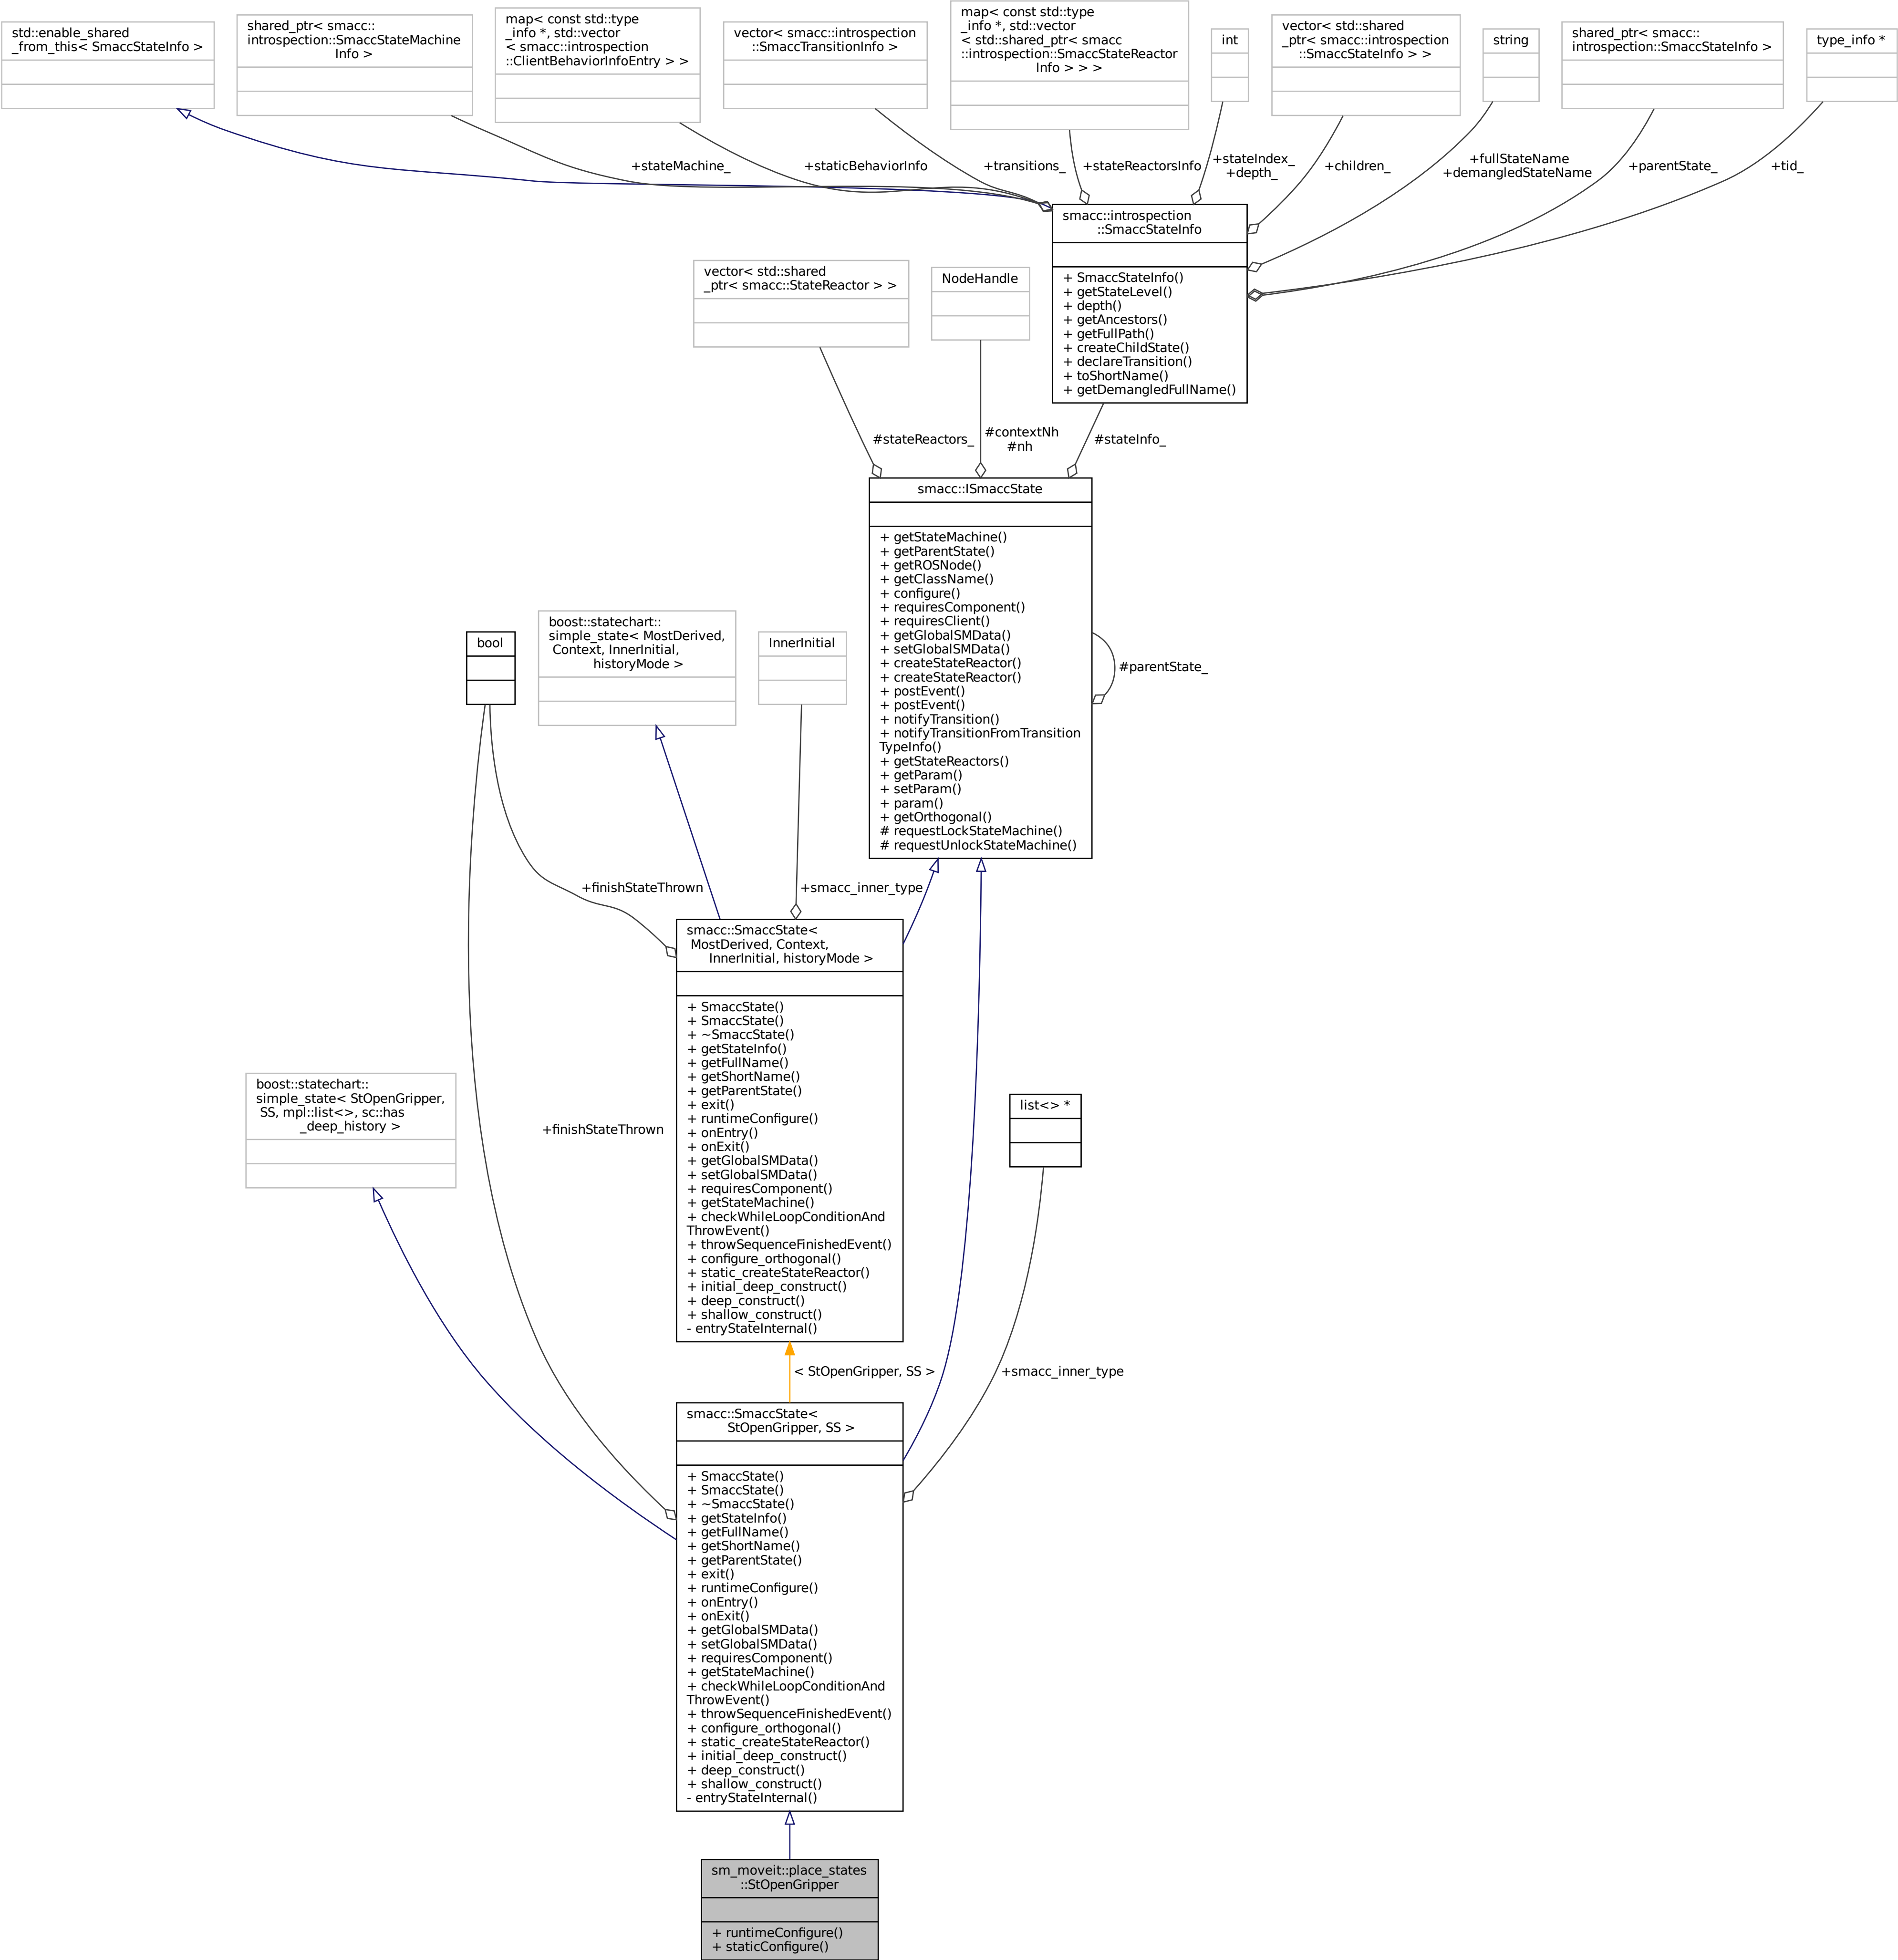 std::enable_shared
_from_this< SmaccStateInfo >
shared_ptr< smacc::
introspection::SmaccStateMachine
Info >
map< const std::type
_info *, std::vector
< smacc::introspection
::ClientBehaviorInfoEntry > >
vector< smacc::introspection
::SmaccTransitionInfo >
map< const std::type
_info *, std::vector
< std::shared_ptr< smacc
::introspection::SmaccStateReactor
Info > > >
int
vector< std::shared
_ptr< smacc::introspection
::SmaccStateInfo > >
string
shared_ptr< smacc::
introspection::SmaccStateInfo >
type_info *
+stateMachine_
+staticBehaviorInfo
+transitions_
+stateReactorsInfo
+stateIndex_
+depth_
+children_
+fullStateName
+demangledStateName
+parentState_
+tid_
smacc::introspection
::SmaccStateInfo
+ SmaccStateInfo()
+ getStateLevel()
+ depth()
+ getAncestors()
+ getFullPath()
+ createChildState()
+ declareTransition()
+ toShortName()
+ getDemangledFullName()
vector< std::shared
_ptr< smacc::StateReactor > >
NodeHandle
#stateReactors_
#contextNh
#nh
#stateInfo_
smacc::ISmaccState
+ getStateMachine()
+ getParentState()
+ getROSNode()
+ getClassName()
+ configure()
+ requiresComponent()
+ requiresClient()
+ getGlobalSMData()
+ setGlobalSMData()
+ createStateReactor()
+ createStateReactor()
+ postEvent()
+ postEvent()
+ notifyTransition()
+ notifyTransitionFromTransition
TypeInfo()
+ getStateReactors()
+ getParam()
+ setParam()
+ param()
+ getOrthogonal()
# requestLockStateMachine()
# requestUnlockStateMachine()
#parentState_
bool
boost::statechart::
simple_state< MostDerived,
Context, InnerInitial,
historyMode >
InnerInitial
+finishStateThrown
+smacc_inner_type
smacc::SmaccState<
MostDerived, Context,
InnerInitial, historyMode >
+ SmaccState()
+ SmaccState()
+ ~SmaccState()
+ getStateInfo()
+ getFullName()
+ getShortName()
+ getParentState()
+ exit()
+ runtimeConfigure()
+ onEntry()
+ onExit()
+ getGlobalSMData()
+ setGlobalSMData()
+ requiresComponent()
+ getStateMachine()
+ checkWhileLoopConditionAnd
ThrowEvent()
+ throwSequenceFinishedEvent()
+ configure_orthogonal()
+ static_createStateReactor()
+ initial_deep_construct()
+ deep_construct()
+ shallow_construct()
- entryStateInternal()
boost::statechart::
simple_state< StOpenGripper,
SS, mpl::list<>, sc::has
_deep_history >
+finishStateThrown
list<> *
< StOpenGripper, SS >
+smacc_inner_type
smacc::SmaccState<
StOpenGripper, SS >
+ SmaccState()
+ SmaccState()
+ ~SmaccState()
+ getStateInfo()
+ getFullName()
+ getShortName()
+ getParentState()
+ exit()
+ runtimeConfigure()
+ onEntry()
+ onExit()
+ getGlobalSMData()
+ setGlobalSMData()
+ requiresComponent()
+ getStateMachine()
+ checkWhileLoopConditionAnd
ThrowEvent()
+ throwSequenceFinishedEvent()
+ configure_orthogonal()
+ static_createStateReactor()
+ initial_deep_construct()
+ deep_construct()
+ shallow_construct()
- entryStateInternal()
sm_moveit::place_states
::StOpenGripper
+ runtimeConfigure()
+ staticConfigure()